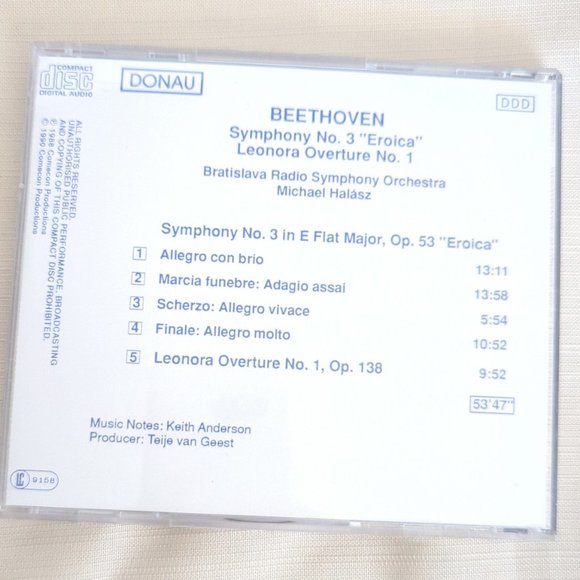 COMPACT
disc
DIGITAL AUDIO
DONAU
DDD
BEETHOVEN
Symphony No. 3 "Eroica"
Leonora Overture No. 1
Bratislava Radio Symphony Orchestra
Michael Halász
Symphony No. 3 in E Flat Major, Op. 53 "Eroica"
1 Allegro con brio 13:11
2 Marcia funebre: Adagio assai 13:58
3 Scherzo: Allegro vivace 5:54
4 Finale: Allegro molto 10:52
5 Leonora Overture No. 1, Op. 138 9:52
53'47"
Music Notes: Keith Anderson
Producer: Teije van Geest
ALL RIGHTS RESERVED.
UNAUTHORISED PUBLIC PERFORMANCE, BROADCASTING
AND COPYING OF THIS COMPACT DISC PROHIBITED.
℗ 1988 Comecon Productions
© 1990 Comecon Productions
LC 9158